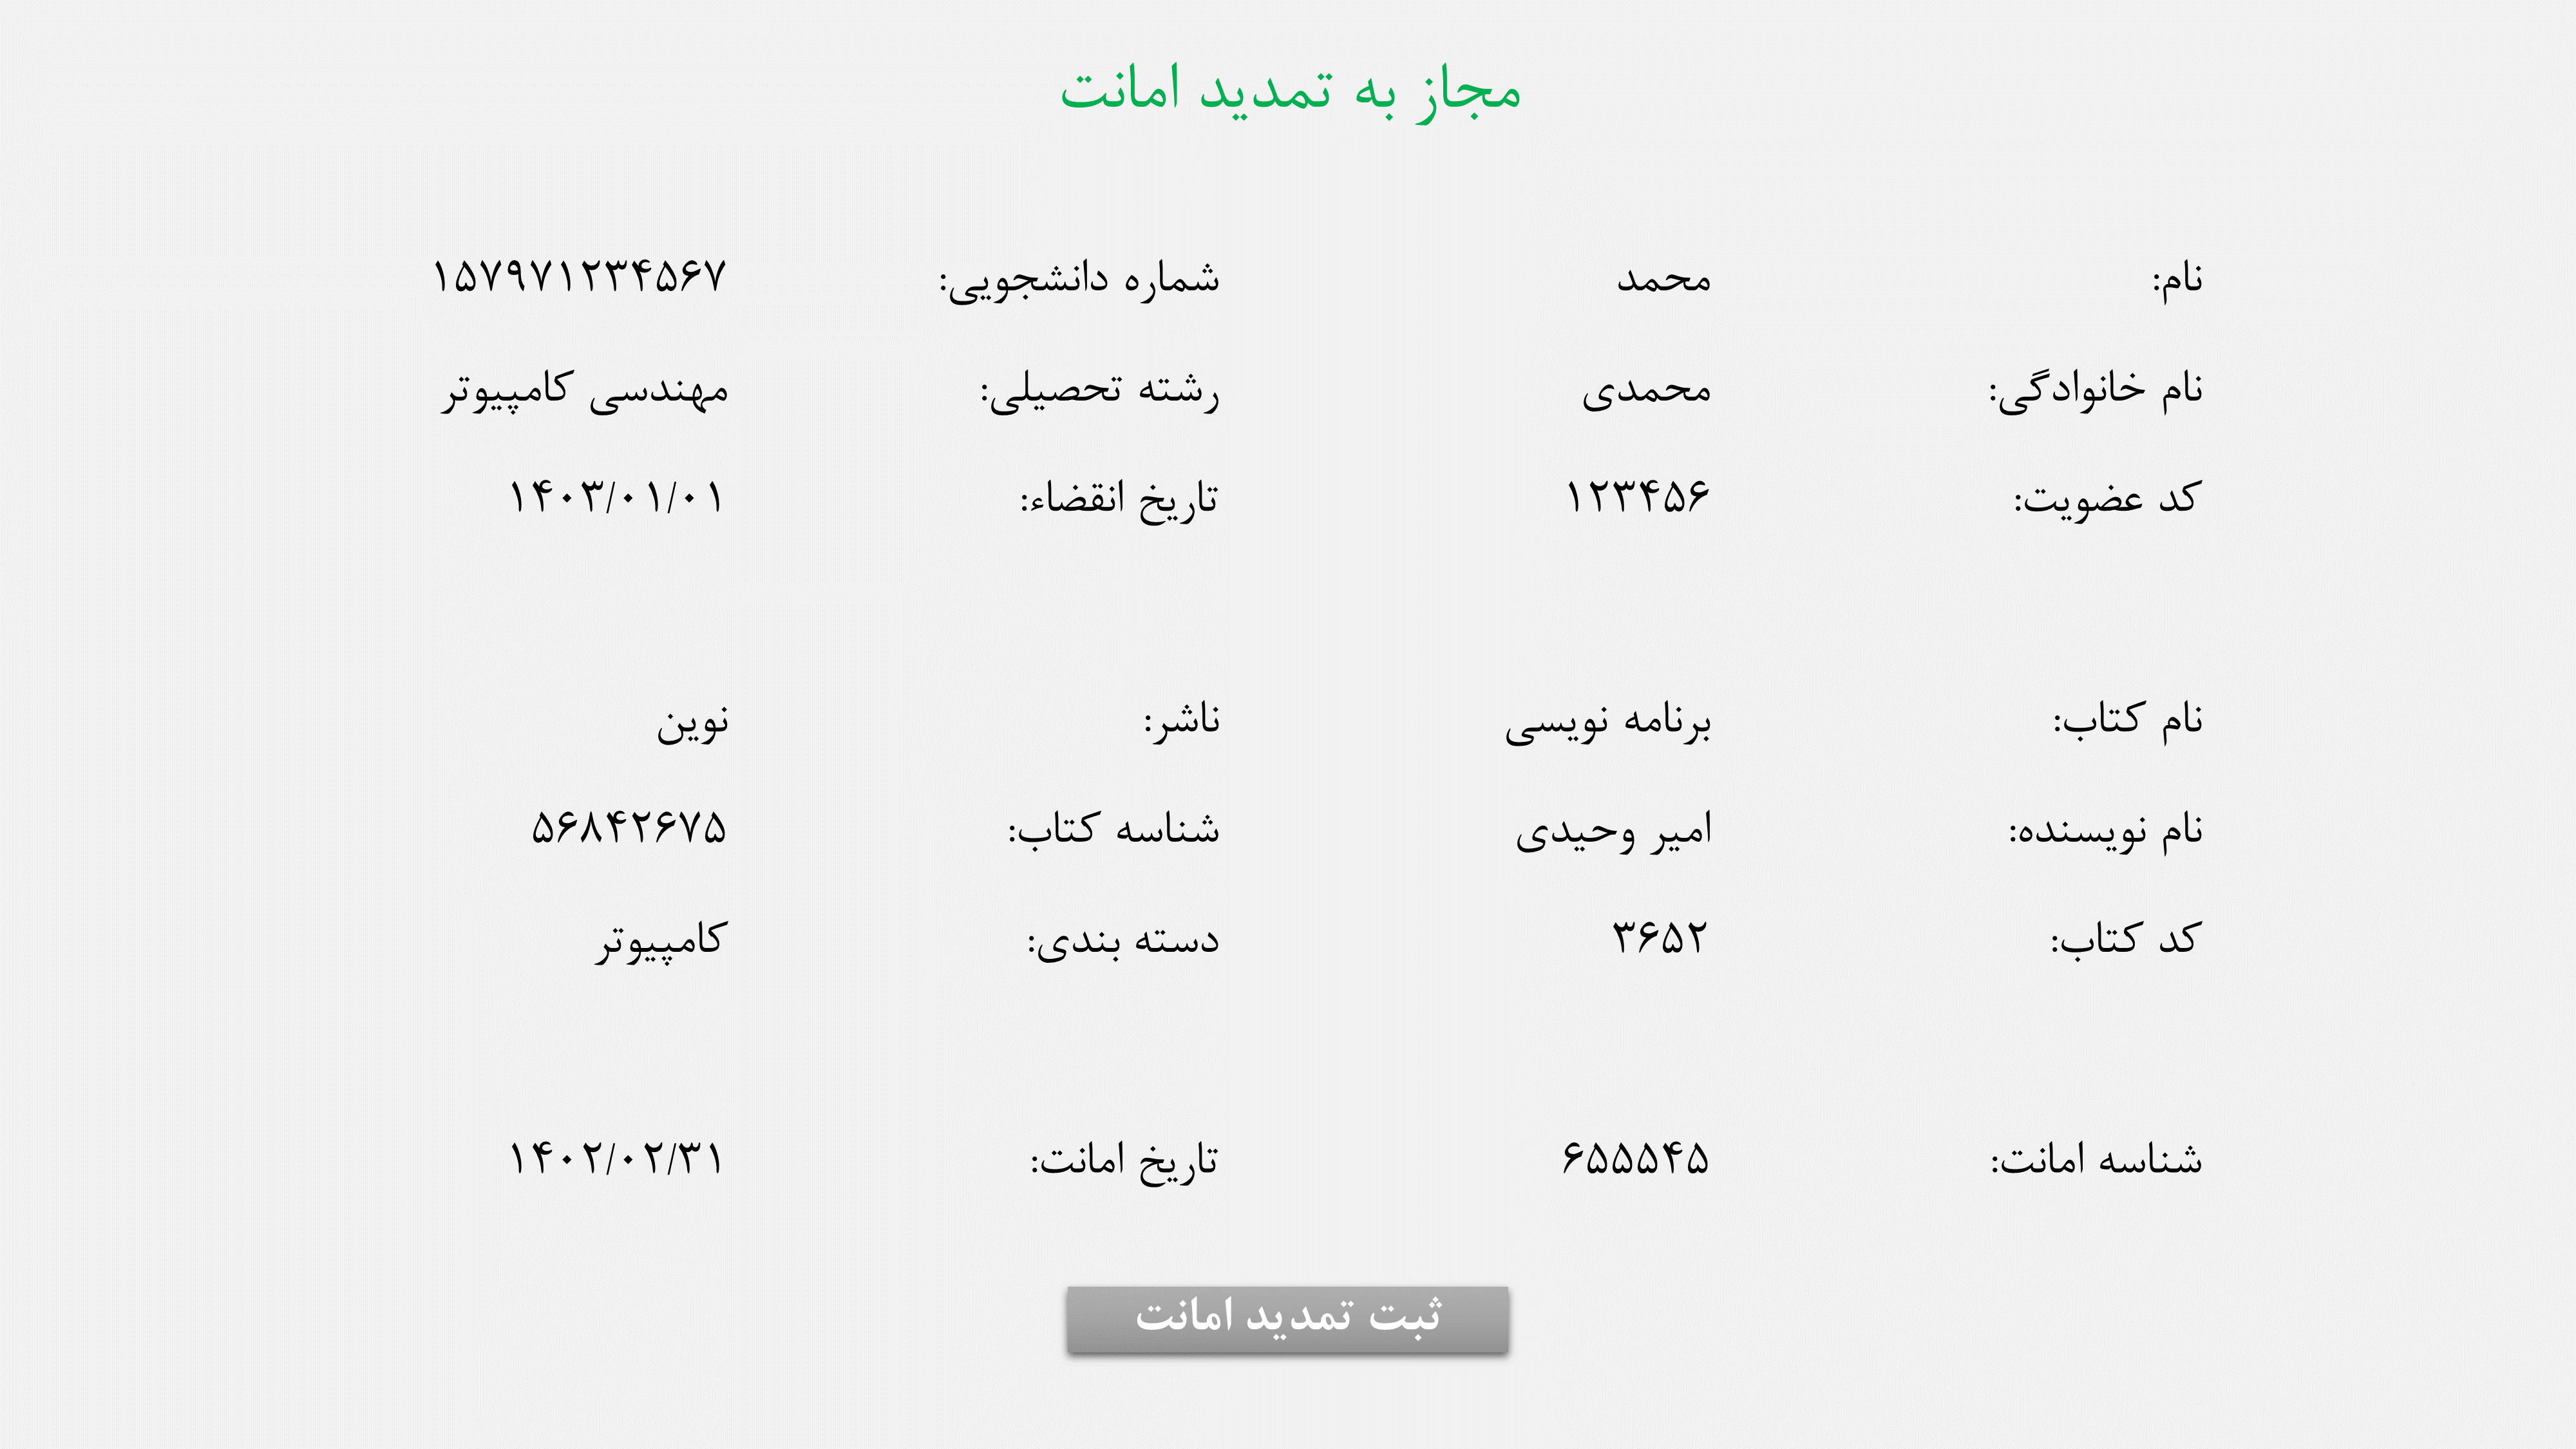 مجاز به تمدید امانت
نام: محمد شماره دانشجویی: ۱۵۷۹۷۱۲۳۴۵۶۷
نام خانوادگی: محمدی رشته تحصیلی: مهندسی کامپیوتر
کد عضویت: ۱۲۳۴۵۶ تاریخ انقضاء: ۱۴۰۳/۰۱/۰۱
نام کتاب: برنامه نویسی ناشر: نوین
نام نویسنده: امیر وحیدی شناسه کتاب: ۵۶۸۴۲۶۷۵
کد کتاب: ۳۶۵۲ دسته بندی: کامپیوتر
شناسه امانت: ۶۵۵۵۴۵ تاریخ امانت: ۱۴۰۲/۰۲/۳۱
ثبت تمدید امانت